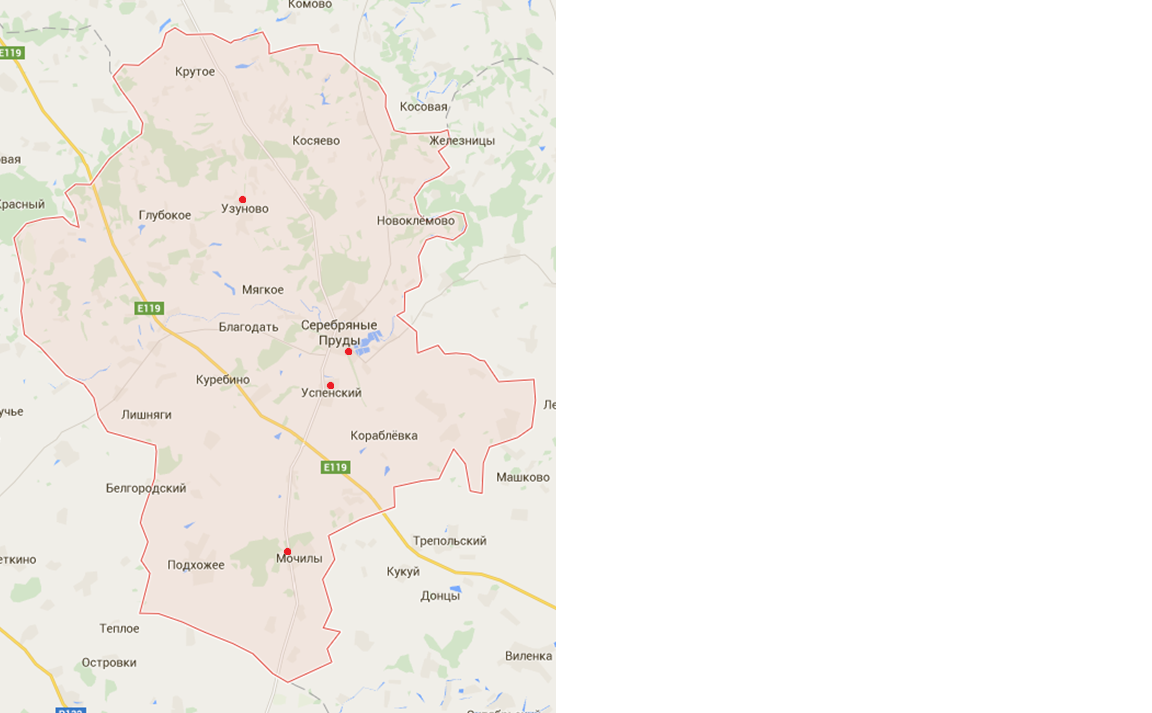 Комово
E119
Крутое
Косовая
Косяево
Железницы
вая
Красный
Узуново
Глубокое
Новоклёмово
Мягкое
E119
Благодать
Серебряные
Пруды
Куребино
Успенский
Ле
учье
Лишняги
Кораблёвка
E119
Машково
Белгородский
Трепольский
еткино
Мочилы
Подхожее
Кукуй
Донцы
Теплое
Виленка
Островки